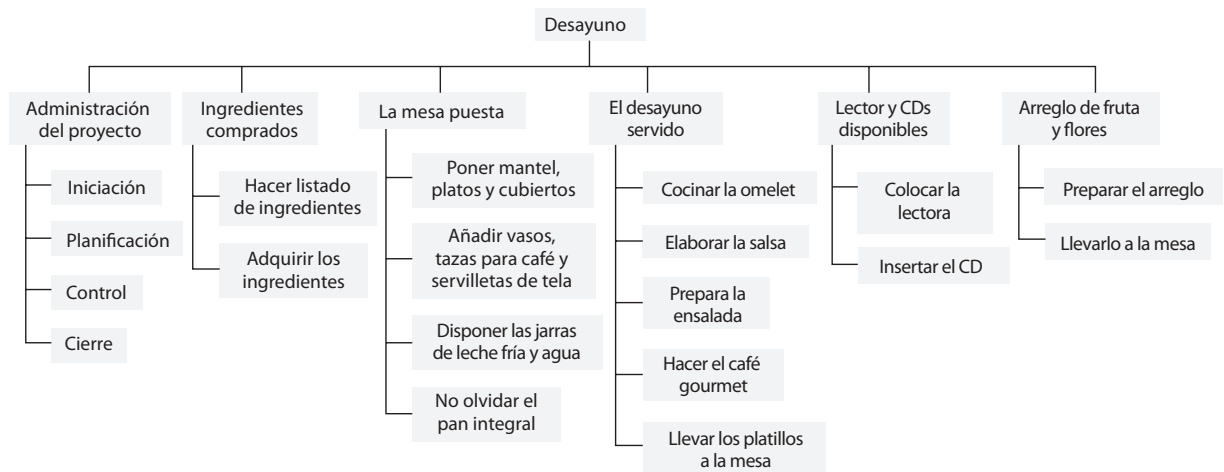 Desayuno
Administración
del proyecto
Iniciación
Planificación
Control
Cierre
Ingredientes
comprados
Hacer listado
de ingredientes
Adquirir los
ingredientes
La mesa puesta
Poner mantel,
platos y cubiertos
Añadir vasos,
tazas para café y
servilletas de tela
Disponer las jarras
de leche fría y agua
No olvidar el
pan integral
El desayuno
servido
Cocinar la omelet
Elaborar la salsa
Prepara la
ensalada
Hacer el café
gourmet
Llevar los platillos
a la mesa
Lector y CDs
disponibles
Colocar la
lectora
Insertar el CD
Arreglo de fruta
y flores
Preparar el arreglo
Llevarlo a la mesa